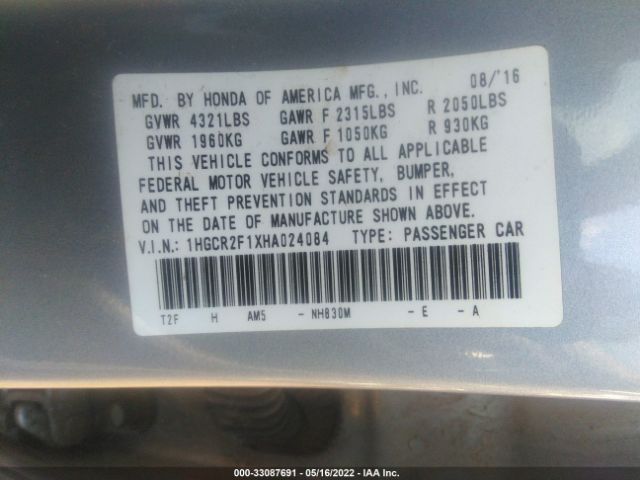 MFD. BY HONDA OF AMERICA MFG., INC. 08/'16
GVWR 4321LBS GAWR F 2315LBS R 2050LBS
GVWR 1960KG GAWR F 1050KG R 930KG
THIS VEHICLE CONFORMS TO ALL APPLICABLE
FEDERAL MOTOR VEHICLE SAFETY, BUMPER,
AND THEFT PREVENTION STANDARDS IN EFFECT
ON THE DATE OF MANUFACTURE SHOWN ABOVE.
V.I.N.: 1HGCR2F1XHA024084 TYPE: PASSENGER CAR
T2F H AM5 - NH830M - E - A
000-33087691 - 05/16/2022 - IAA Inc.